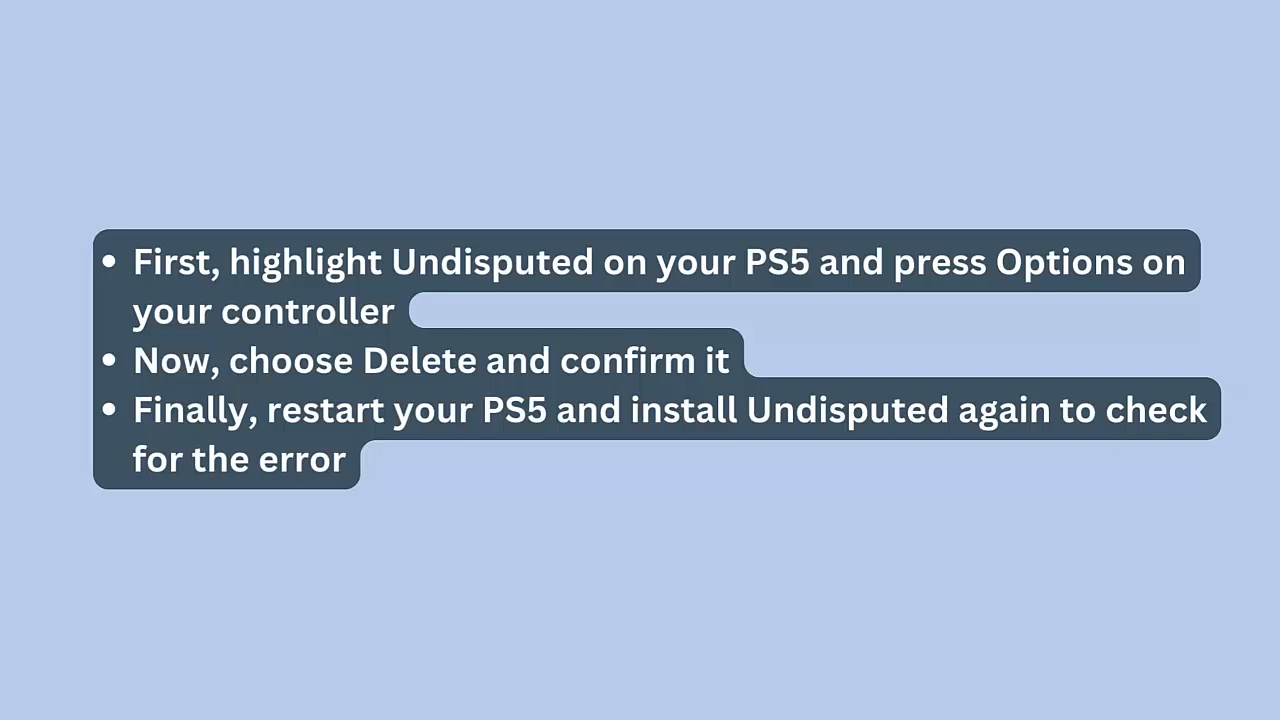 • First, highlight Undisputed on your PS5 and press Options on
your controller
• Now, choose Delete and confirm it
• Finally, restart your PS5 and install Undisputed again to check
for the error